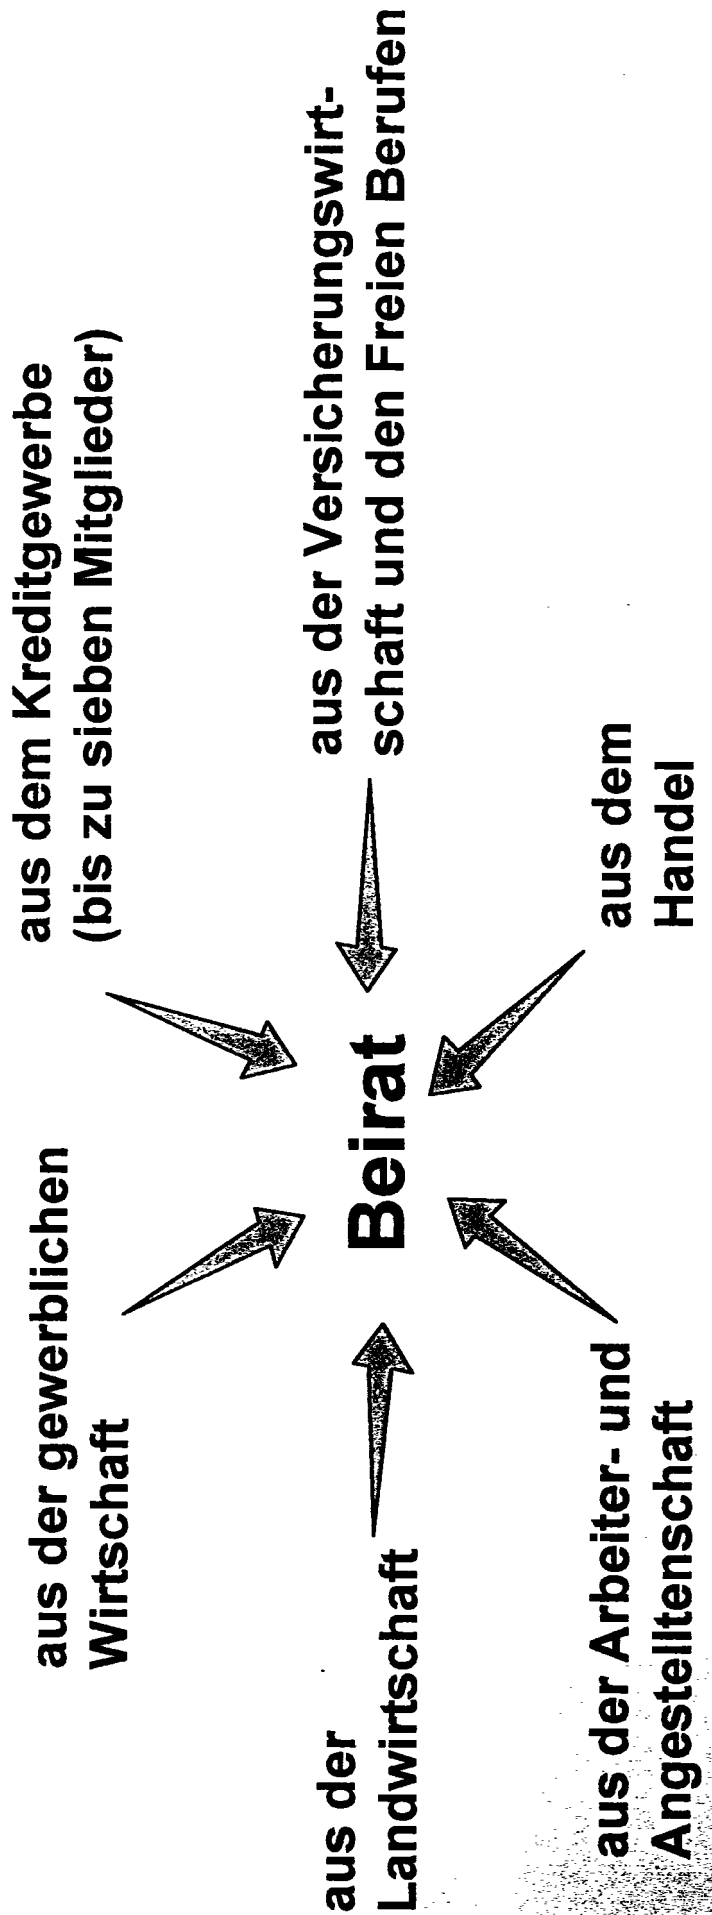 aus der gewerblichen
Wirtschaft
aus dem Kreditgewerbe
(bis zu sieben Mitglieder)
aus der
Landwirtschaft
Beirat
aus der Versicherungswirt-
schaft und den Freien Berufen
aus der Arbeiter- und
Angestelltenschaft
aus dem
Handel